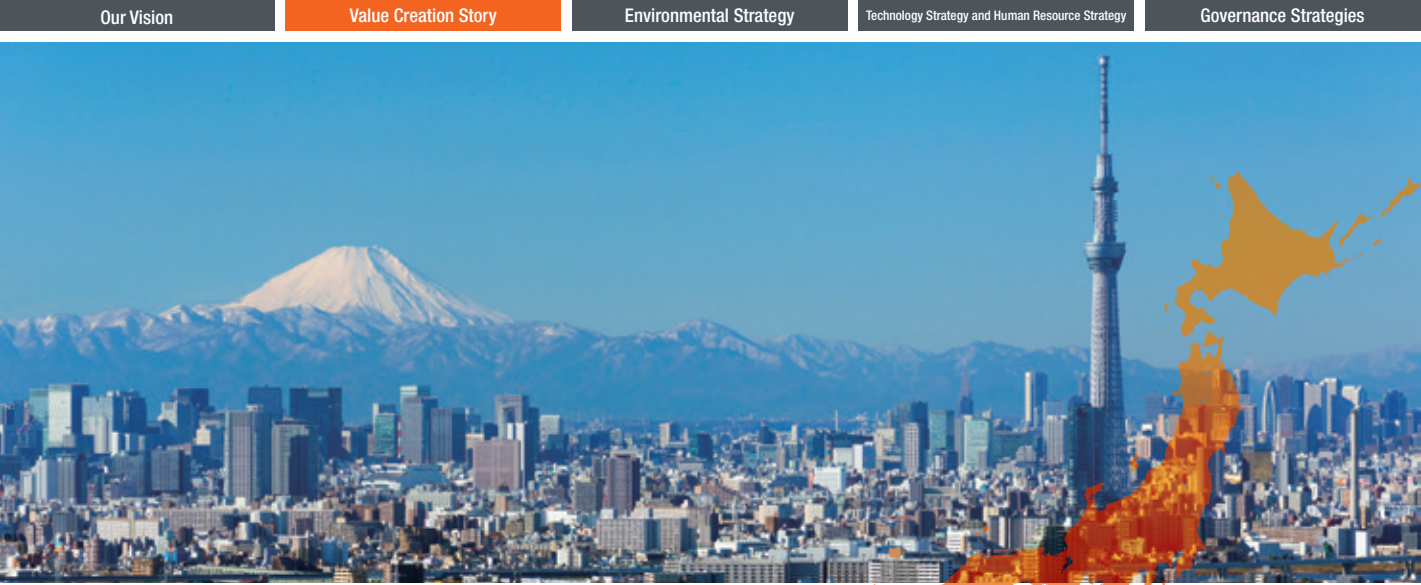 Our Vision
Value Creation Story
Environmental Strategy
Technology Strategy and Human Resource Strategy
Governance Strategies